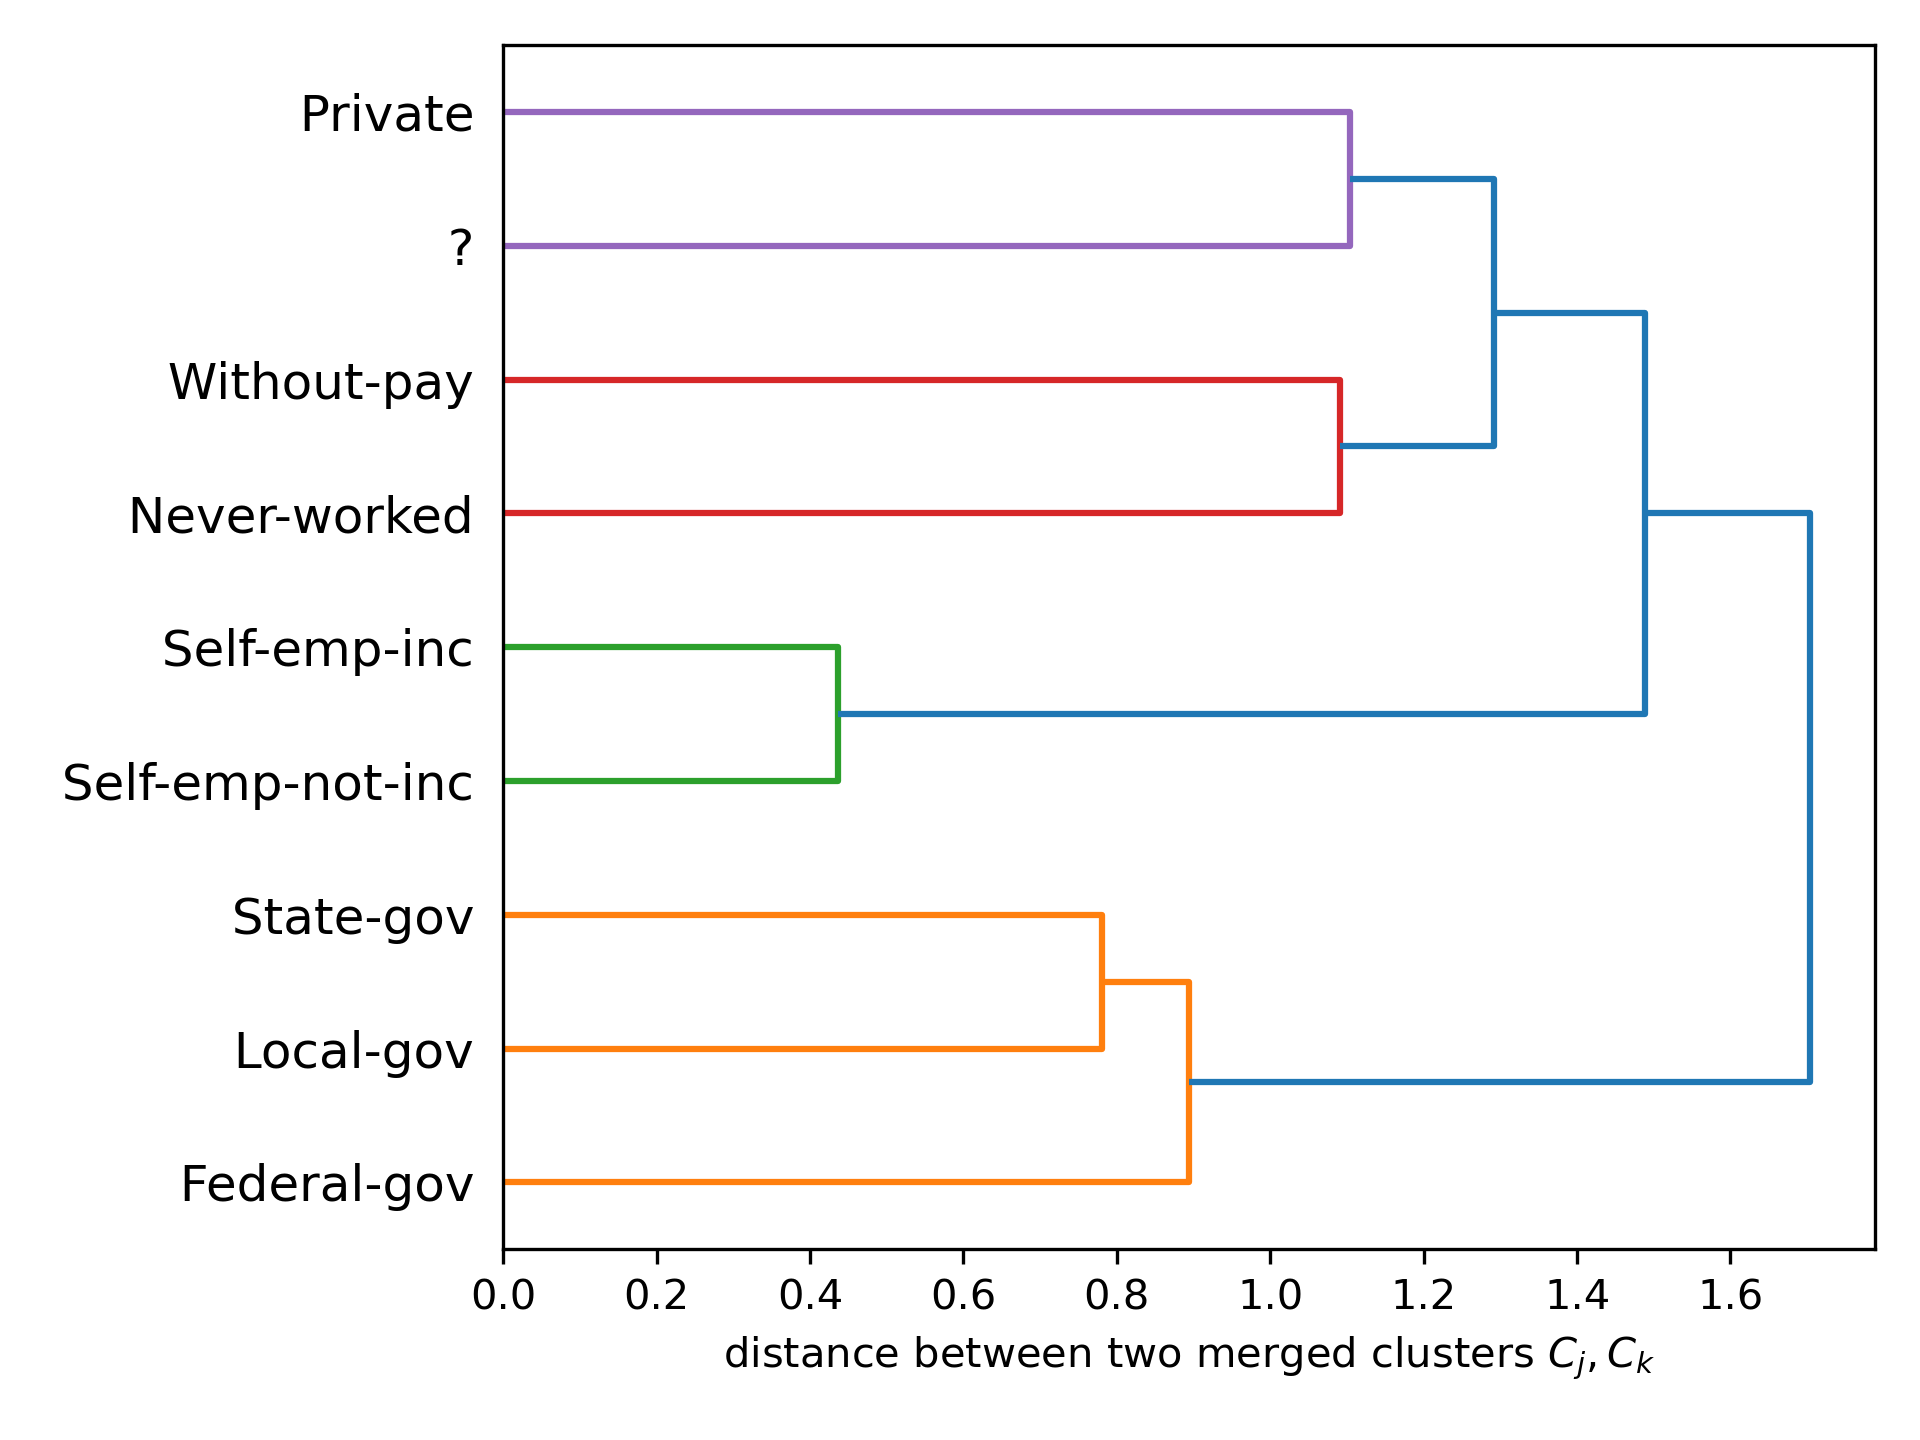 Private
?
Without-pay
Never-worked
Self-emp-inc
Self-emp-not-inc
State-gov
Local-gov
Federal-gov
0.0 0.2 0.4 0.6 0.8 1.0 1.2 1.4 1.6
distance between two merged clusters Cj, Ck